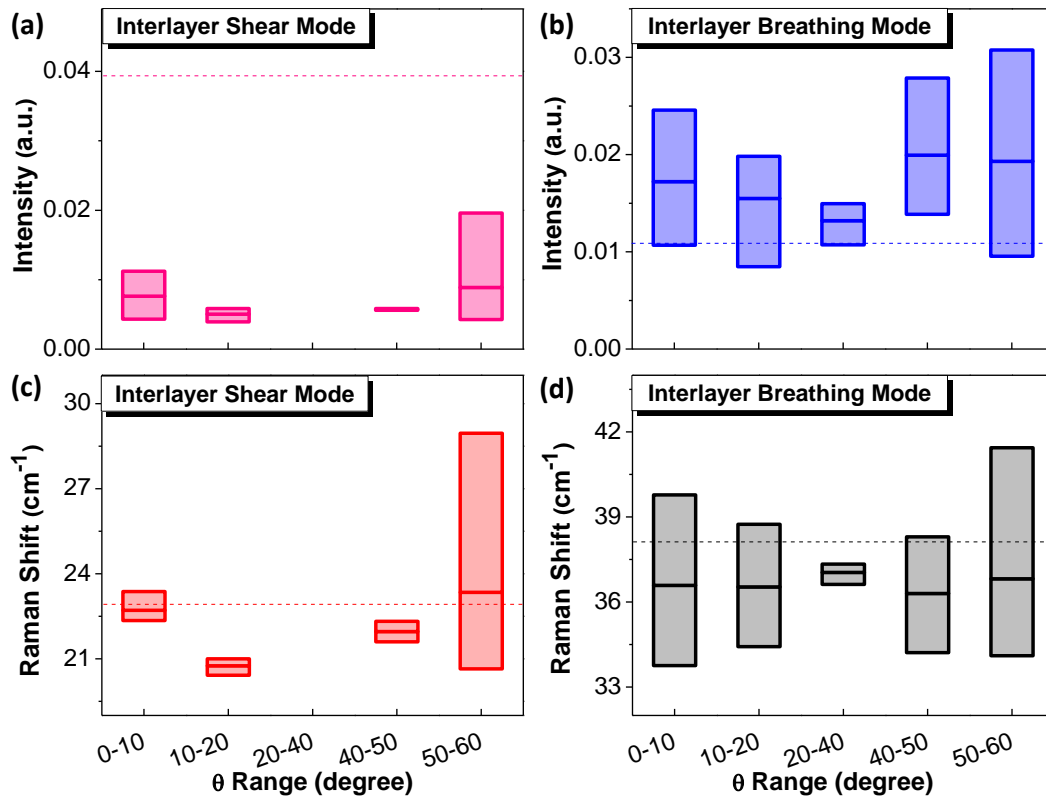 (a)
Interlayer Shear Mode
Intensity (a.u.)
0.04
0.02
0.00
(b)
Interlayer Breathing Mode
Intensity (a.u.)
0.03
0.02
0.01
0.00
(c)
Interlayer Shear Mode
Raman Shift (cm⁻¹)
30
27
24
21
0-10
10-20
20-40
40-50
50-60
θ Range (degree)
(d)
Interlayer Breathing Mode
Raman Shift (cm⁻¹)
42
39
36
33
0-10
10-20
20-40
40-50
50-60
θ Range (degree)